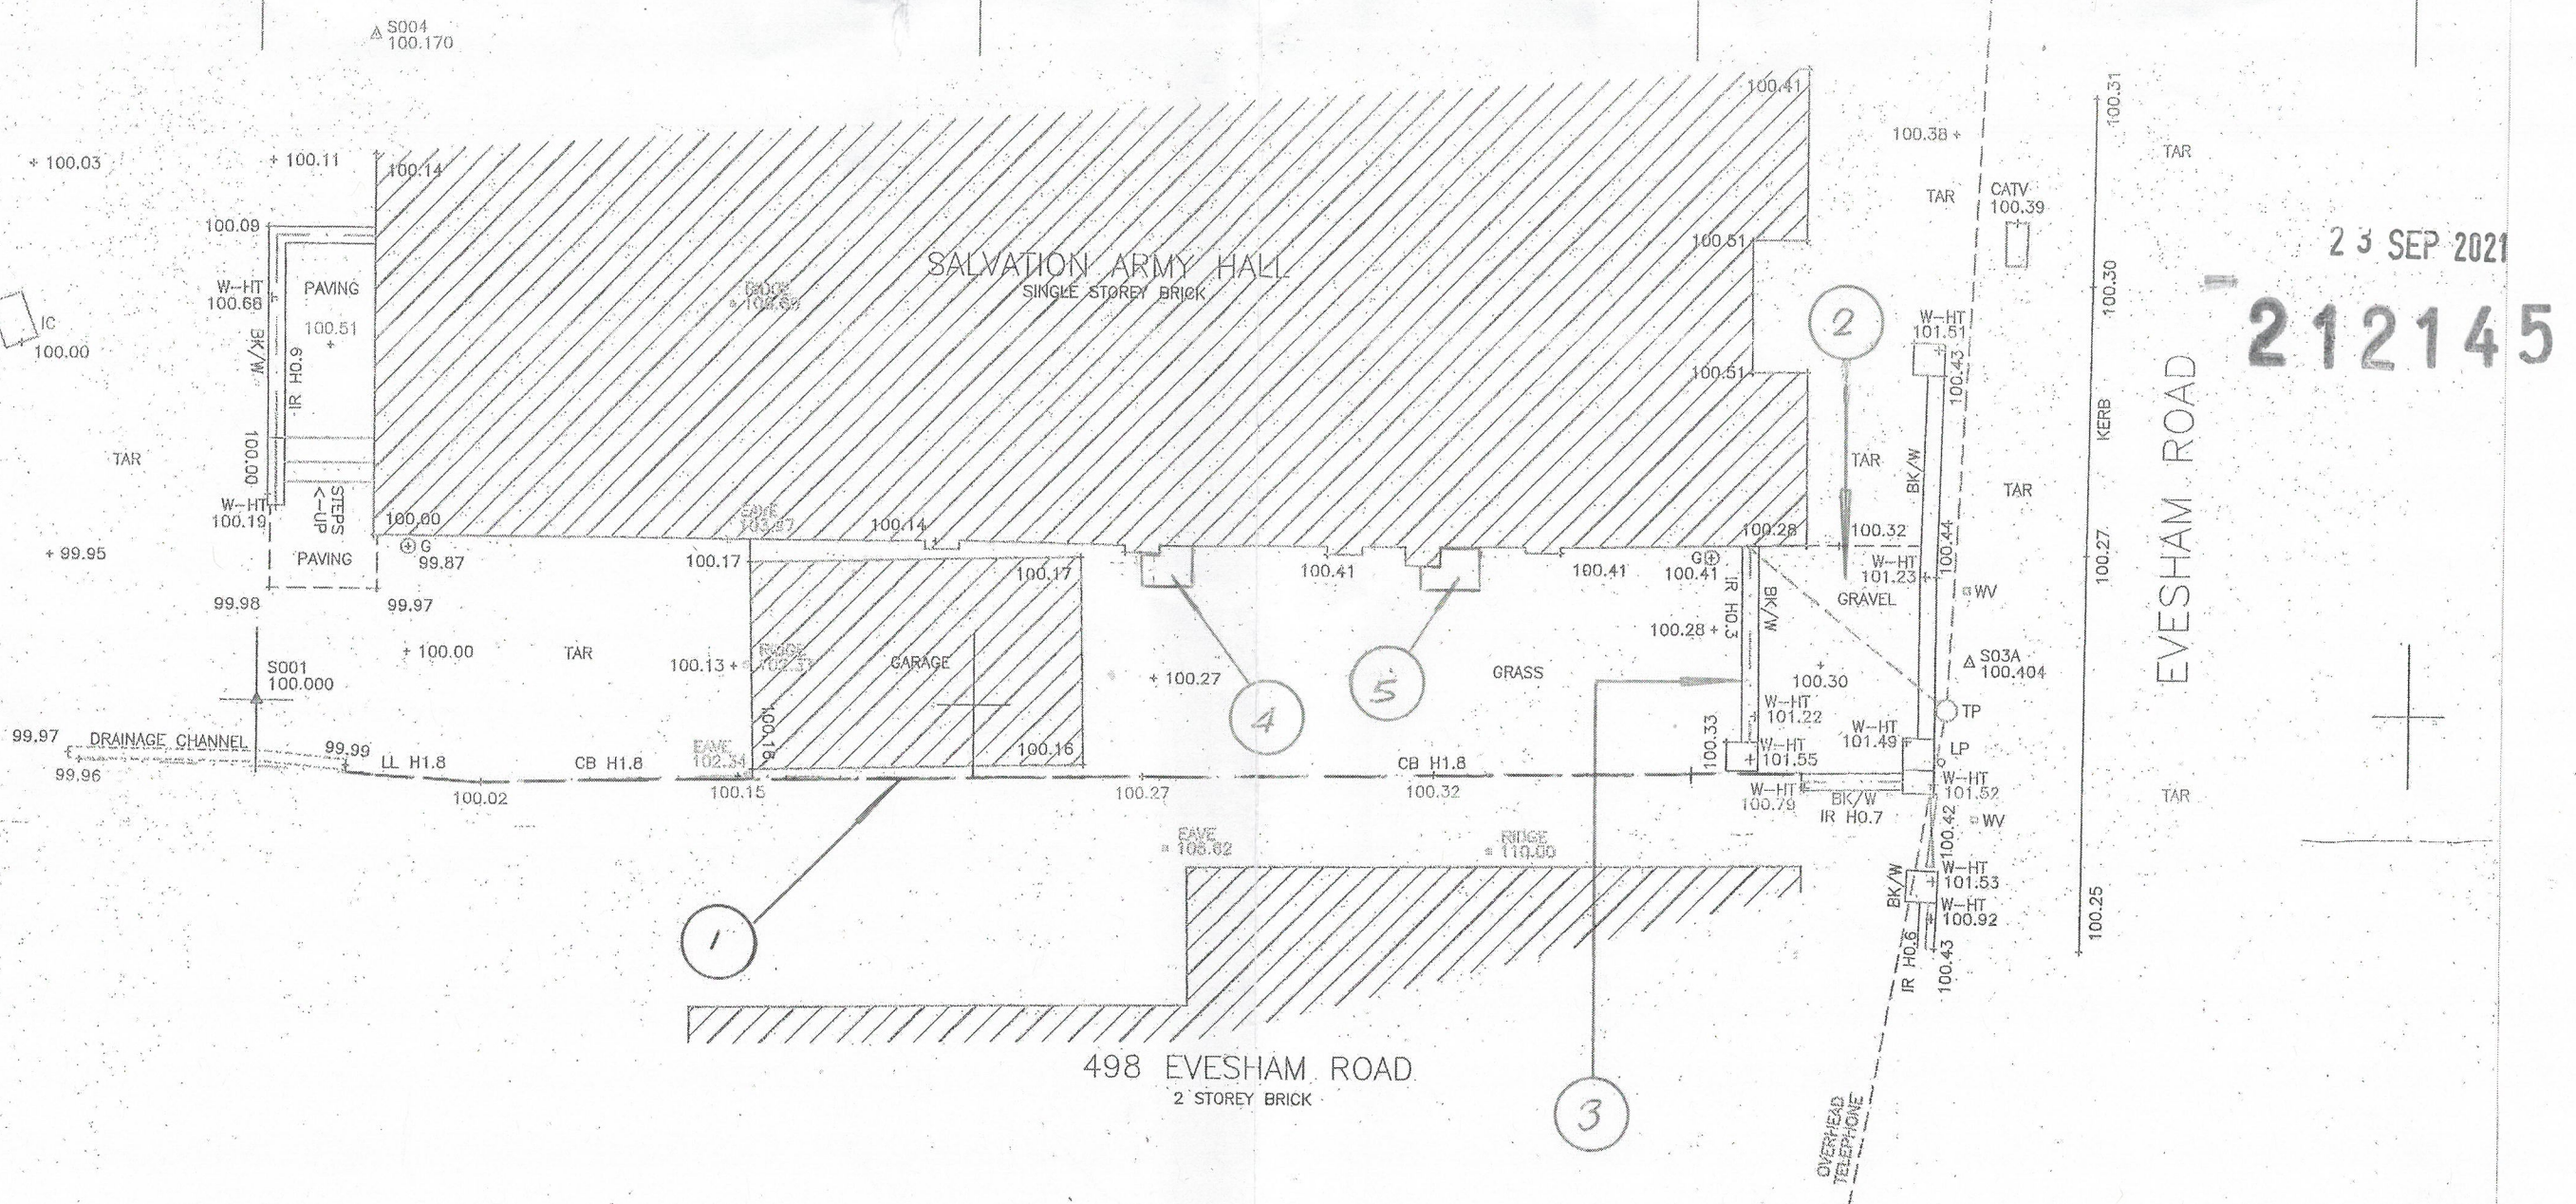 S004
100.170
100.41
100.31
100.38
TAR
+ 100.03
+ 100.11
100.14
TAR
CATV
100.39
100.09
100.51
23 SEP 2021
SALVATION ARMY HALL
SINGLE STOREY BRICK
W-HT
100.68
PAVING
100.51
BK/W
IR H0.9
IC
100.00
100.30
212145
2
W-HT
101.51
100.43
100.51
KERB
EVESHAM ROAD
TAR
100.00
W-HT
100.19
STEPS
<-UP
PAVING
TAR
BK/W
TAR
100.00
EAVE
103.97
100.14
100.28
100.32
100.44
100.27
+ 99.95
G
99.87
100.17
100.17
100.41
100.41
G
100.41
W-HT
101.23
WV
99.98
99.97
IR H0.3
BK/W
GRAVEL
100.28 +
S001
100.000
+ 100.00
TAR
100.13 +
RIDGE
GARAGE
+ 100.27
4
5
GRASS
100.30
S03A
100.404
100.18
100.33
W-HT
101.22
TP
99.97
DRAINAGE CHANNEL
99.99
99.96
LL H1.8
CB H1.8
EAVE
102.34
100.16
CB H1.8
W-HT
101.55
W-HT
101.49
LP
100.02
100.15
100.27
100.32
W-HT
100.79
BK/W
IR H0.7
W-HT
101.52
TAR
100.42
WV
EAVE
105.62
RIDGE
110.00
BK/W
W-HT
101.53
W-HT
100.92
100.25
IR H0.6
100.43
1
498 EVESHAM ROAD
2 STOREY BRICK
3
OVERHEAD
TELEPHONE